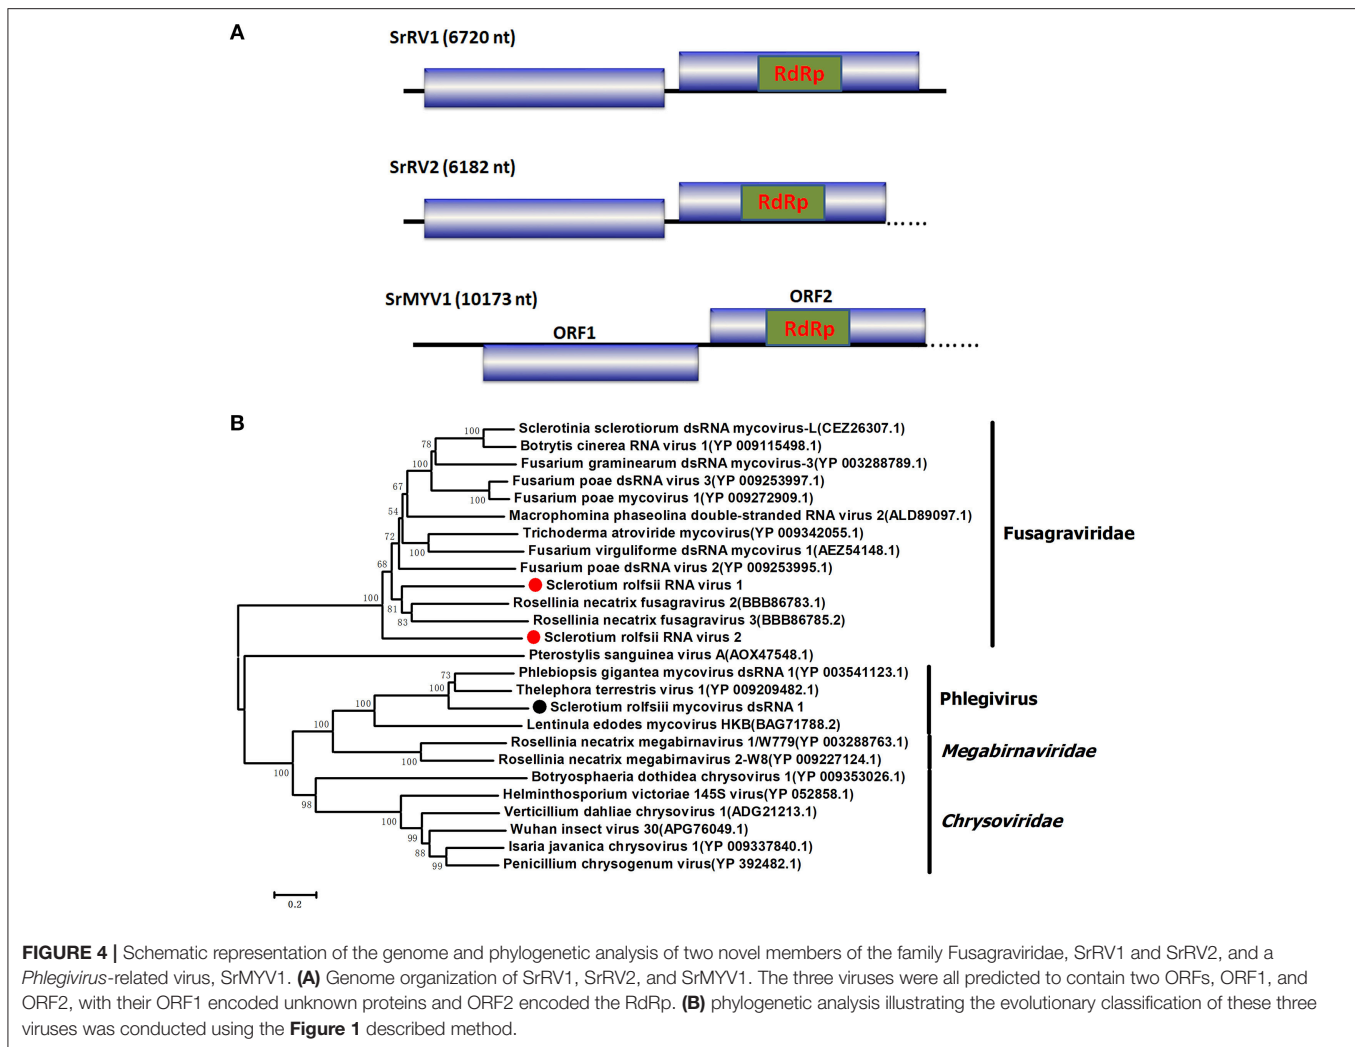 A
SrRV1 (6720 nt)
RdRp
SrRV2 (6182 nt)
RdRp
......
SrMYV1 (10173 nt)
ORF2
ORF1
RdRp
........
B
Sclerotinia sclerotiorum dsRNA mycovirus-L(CEZ26307.1)
Botrytis cinerea RNA virus 1(YP 009115498.1)
Fusarium graminearum dsRNA mycovirus-3(YP 003288789.1)
Fusarium poae dsRNA virus 3(YP 009253997.1)
Fusarium poae mycovirus 1(YP 009272909.1)
Macrophomina phaseolina double-stranded RNA virus 2(ALD89097.1)
Trichoderma atroviride mycovirus(YP 009342055.1)
Fusarium virguliforme dsRNA mycovirus 1(AEZ54148.1)
Fusarium poae dsRNA virus 2(YP 009253995.1)
Sclerotium rolfsii RNA virus 1
Rosellinia necatrix fusagravirus 2(BBB86783.1)
Rosellinia necatrix fusagravirus 3(BBB86785.2)
Sclerotium rolfsii RNA virus 2
Pterostylis sanguinea virus A(AOX47548.1)
Phlebiopsis gigantea mycovirus dsRNA 1(YP 003541123.1)
Thelephora terrestris virus 1(YP 009209482.1)
Sclerotium rolfsiii mycovirus dsRNA 1
Lentinula edodes mycovirus HKB(BAG71788.2)
Rosellinia necatrix megabirnavirus 1/W779(YP 003288763.1)
Rosellinia necatrix megabirnavirus 2-W8(YP 009227124.1)
Botryosphaeria dothidea chrysovirus 1(YP 009353026.1)
Helminthosporium victoriae 145S virus(YP 052858.1)
Verticillium dahliae chrysovirus 1(ADG21213.1)
Wuhan insect virus 30(APG76049.1)
Isaria javanica chrysovirus 1(YP 009337840.1)
Penicillium chrysogenum virus(YP 392482.1)
Fusagraviridae
Phlegivirus
Megabirnaviridae
Chrysoviridae
100
78
100
67
100
54
72
100
68
100
81
83
73
100
100
100
100
100
98
100
99
88
99
0.2
FIGURE 4 | Schematic representation of the genome and phylogenetic analysis of two novel members of the family Fusagraviridae, SrRV1 and SrRV2, and a
Phlegivirus-related virus, SrMYV1. (A) Genome organization of SrRV1, SrRV2, and SrMYV1. The three viruses were all predicted to contain two ORFs, ORF1, and
ORF2, with their ORF1 encoded unknown proteins and ORF2 encoded the RdRp. (B) phylogenetic analysis illustrating the evolutionary classification of these three
viruses was conducted using the Figure 1 described method.